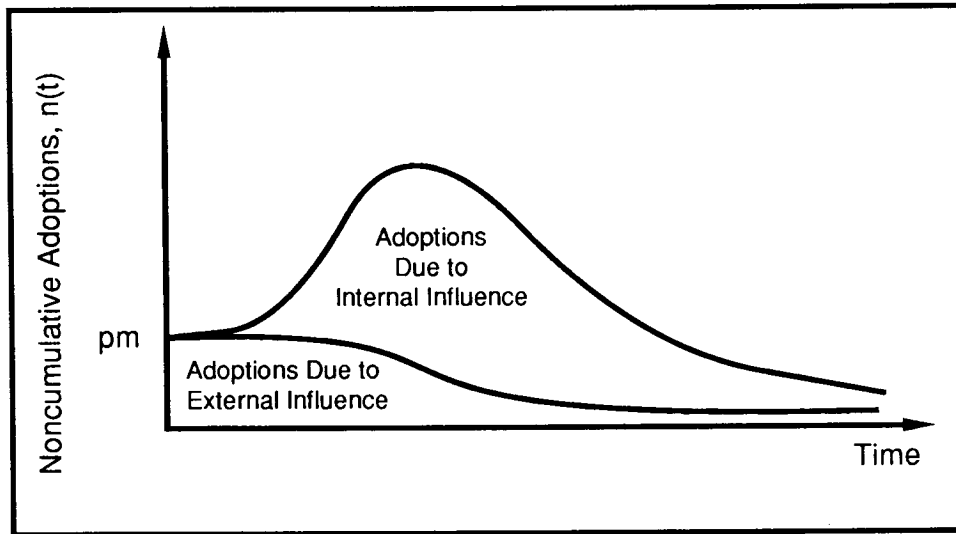 Noncumulative Adoptions, n(t)
Adoptions
Due to
Internal Influence
pm
Adoptions Due to
External Influence
Time